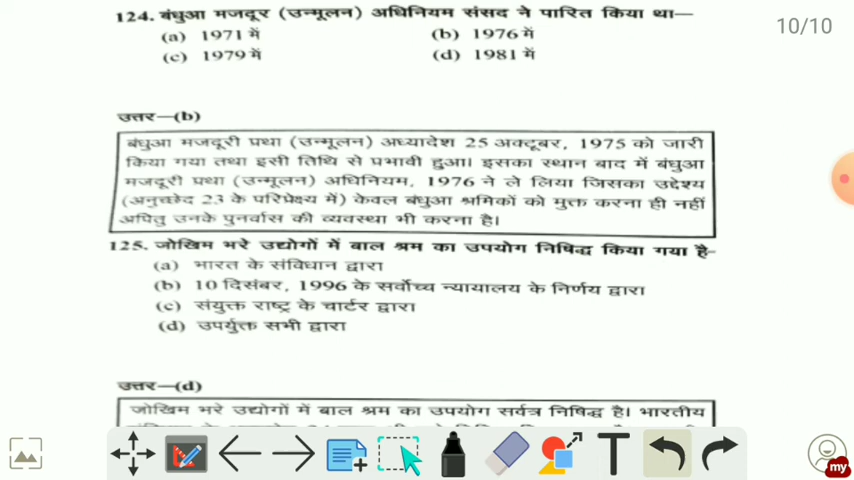 10/10
124. बंधुआ मजदूर (उन्मूलन) अधिनियम संसद ने पारित किया था—
(a) 1971 में (b) 1976 में
(c) 1979 में (d) 1981 में
उत्तर—(b)
बंधुआ मजदूरी प्रथा (उन्मूलन) अध्यादेश 25 अक्टूबर, 1975 को जारी
किया गया तथा इसी तिथि से प्रभावी हुआ। इसका स्थान बाद में बंधुआ
मजदूरी प्रथा (उन्मूलन) अधिनियम, 1976 ने ले लिया जिसका उद्देश्य
(अनुच्छेद 23 के परिप्रेक्ष्य में) केवल बंधुआ श्रमिकों को मुक्त करना ही नहीं
अपितु उनके पुनर्वास की व्यवस्था भी करना है।
125. जोखिम भरे उद्योगों में बाल श्रम का उपयोग निषिद्ध किया गया है-
(a) भारत के संविधान द्वारा
(b) 10 दिसंबर, 1996 के सर्वोच्च न्यायालय के निर्णय द्वारा
(c) संयुक्त राष्ट्र के चार्टर द्वारा
(d) उपर्युक्त सभी द्वारा
उत्तर—(d)
जोखिम भरे उद्योगों में बाल श्रम का उपयोग सर्वत्र निषिद्ध है। भारतीय
T
my